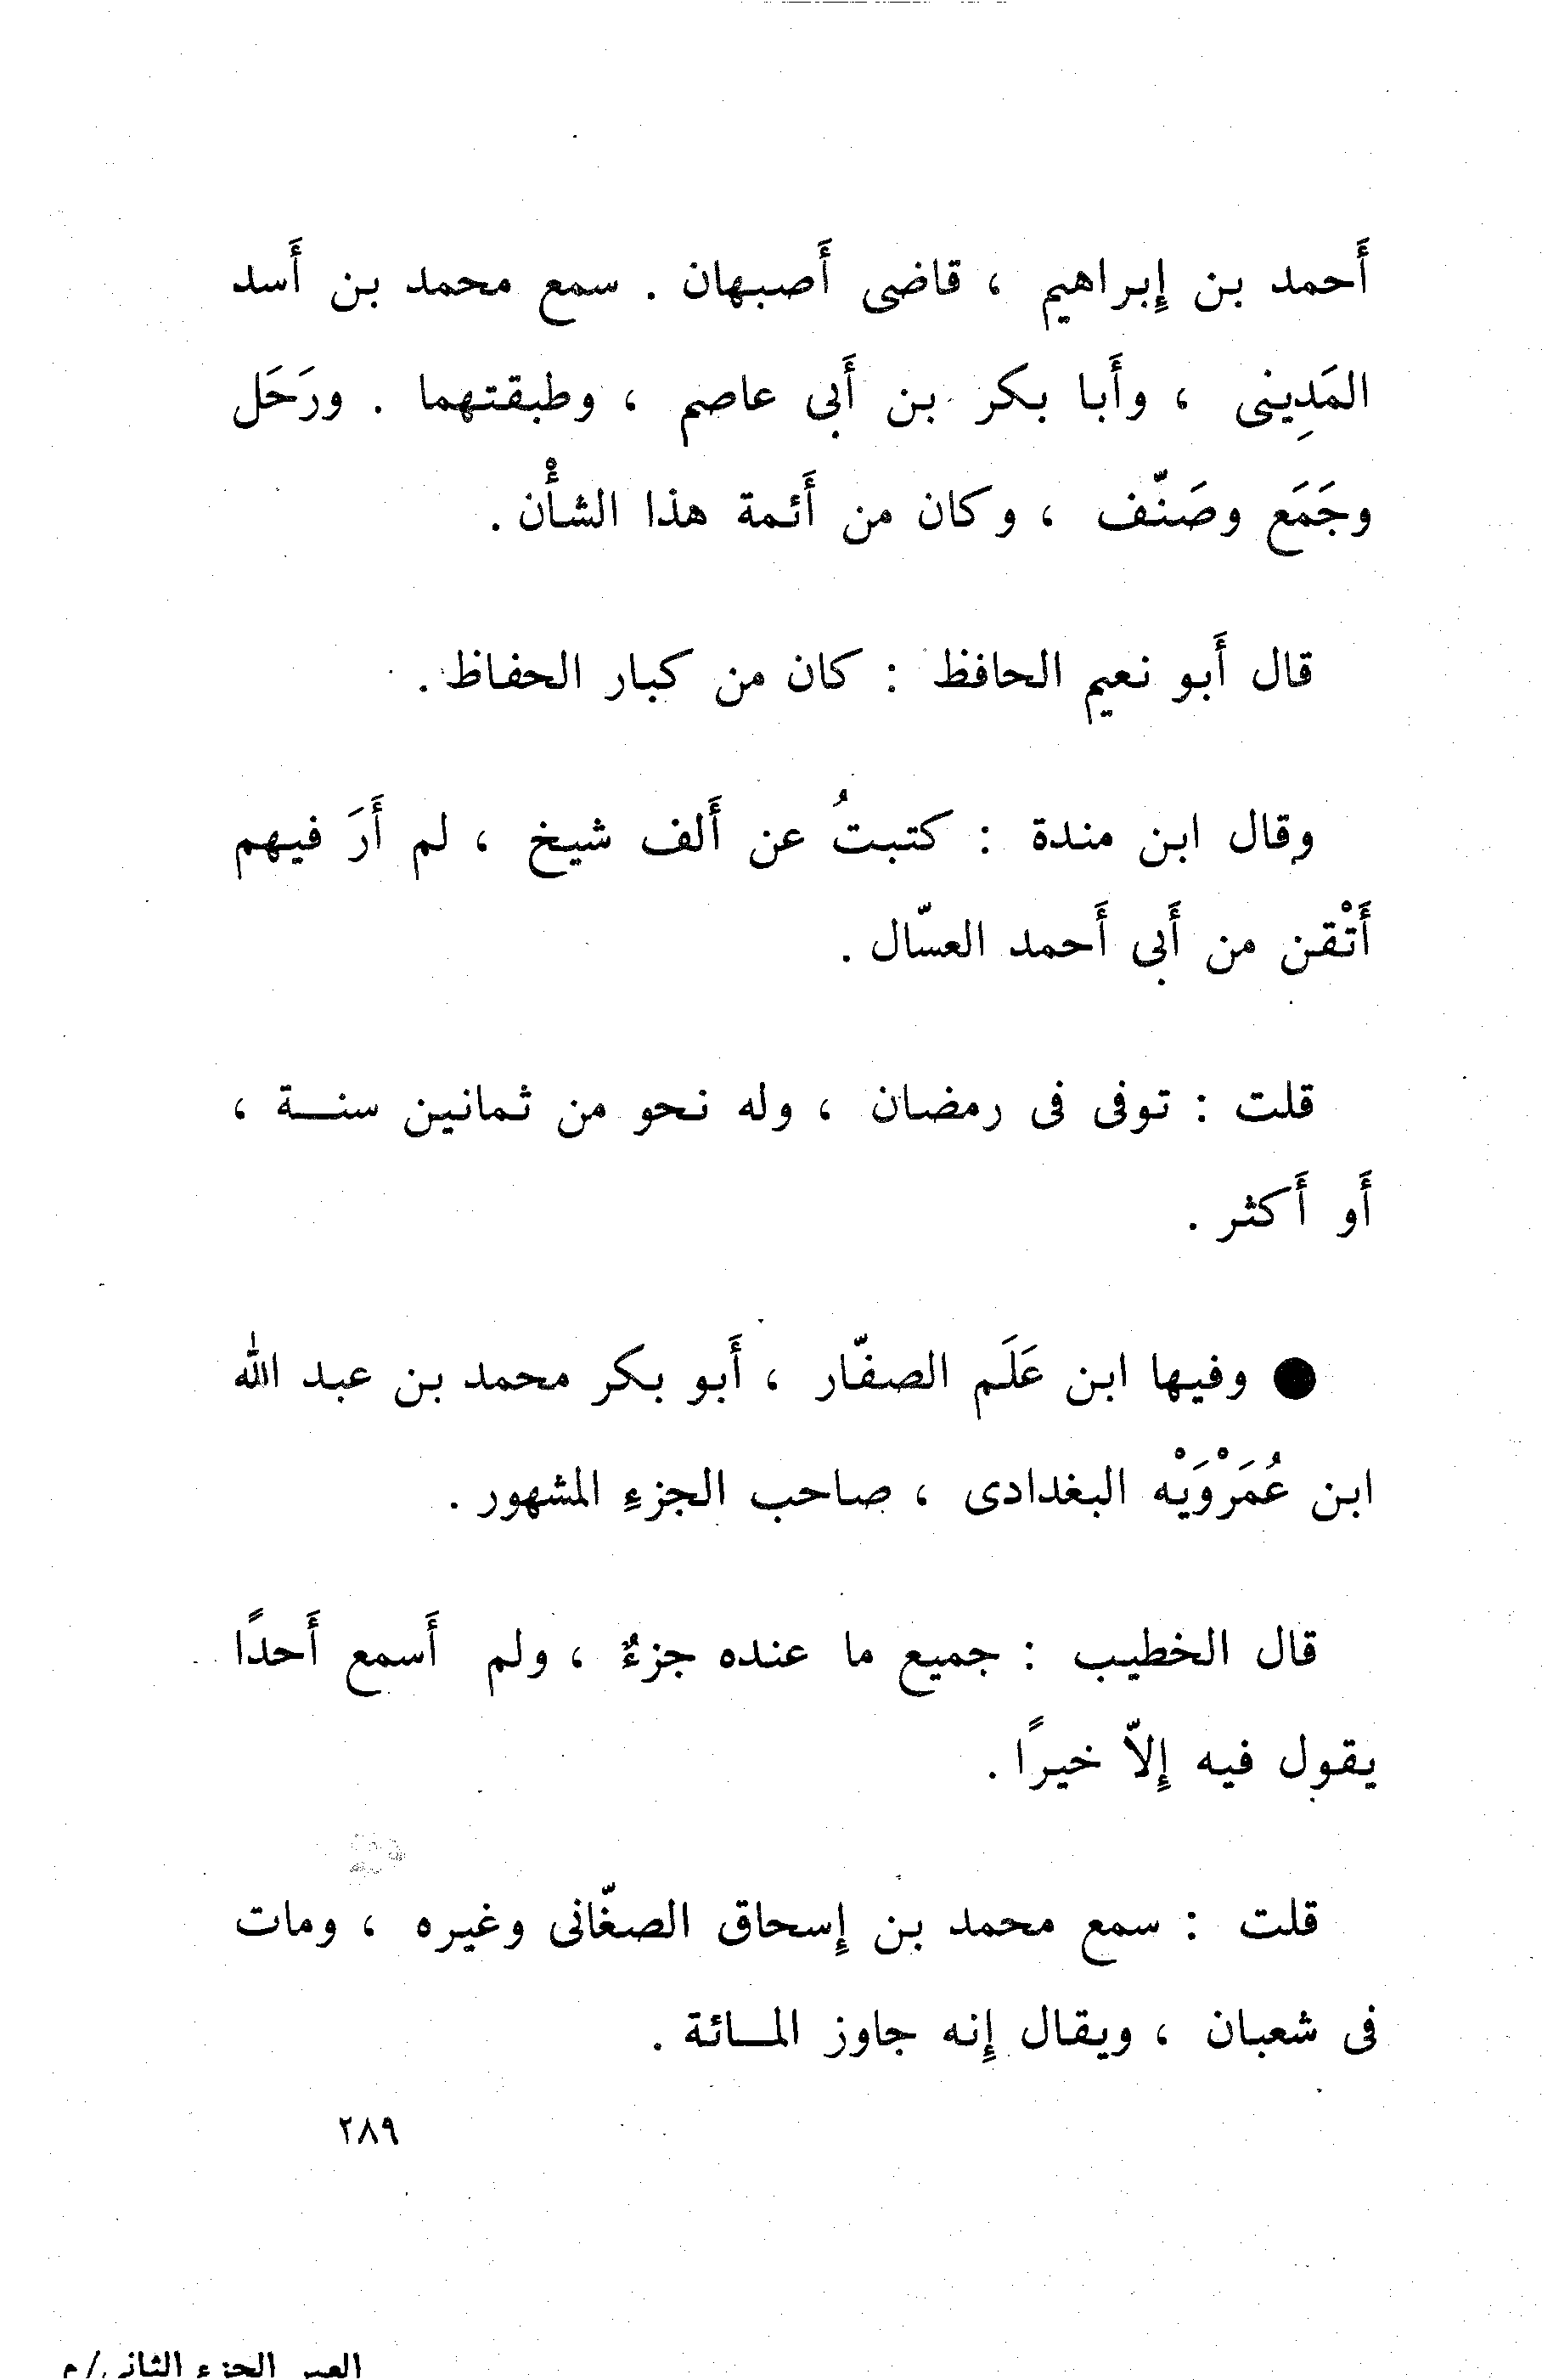 أَحمد بن إِبراهيم ، قاضى أَصبهان . سمع محمد بن أَسد
المَدِينى ، وأَبا بكر بن أَبى عاصم ، وطبقتهما . ورَحَل
وجَمَع وصَنّف ، وكان من أَئمة هذا الشأْن .
قال أَبو نعيم الحافظ : كان من كبار الحفاظ .
وقال ابن مندة : كتبتُ عن أَلف شيخ ، لم أَرَ فيهم
أَتْقن من أَبى أَحمد العسّال .
قلت : توفى فى رمضان ، وله نحو من ثمانين سنة ،
أَو أَكثر .
● وفيها ابن عَلَم الصفّار ، أَبو بكر محمد بن عبد الله
ابن عُمَرْوَيْه البغدادى ، صاحب الجزءِ المشهور .
قال الخطيب : جميع ما عنده جزءٌ ، ولم أَسمع أَحدًا
يقول فيه إِلاّ خيرًا .
قلت : سمع محمد بن إِسحاق الصغّانى وغيره ، ومات
فى شعبان ، ويقال إِنه جاوز المائة .
٢٨٩
العبر الجزء الثانى/م